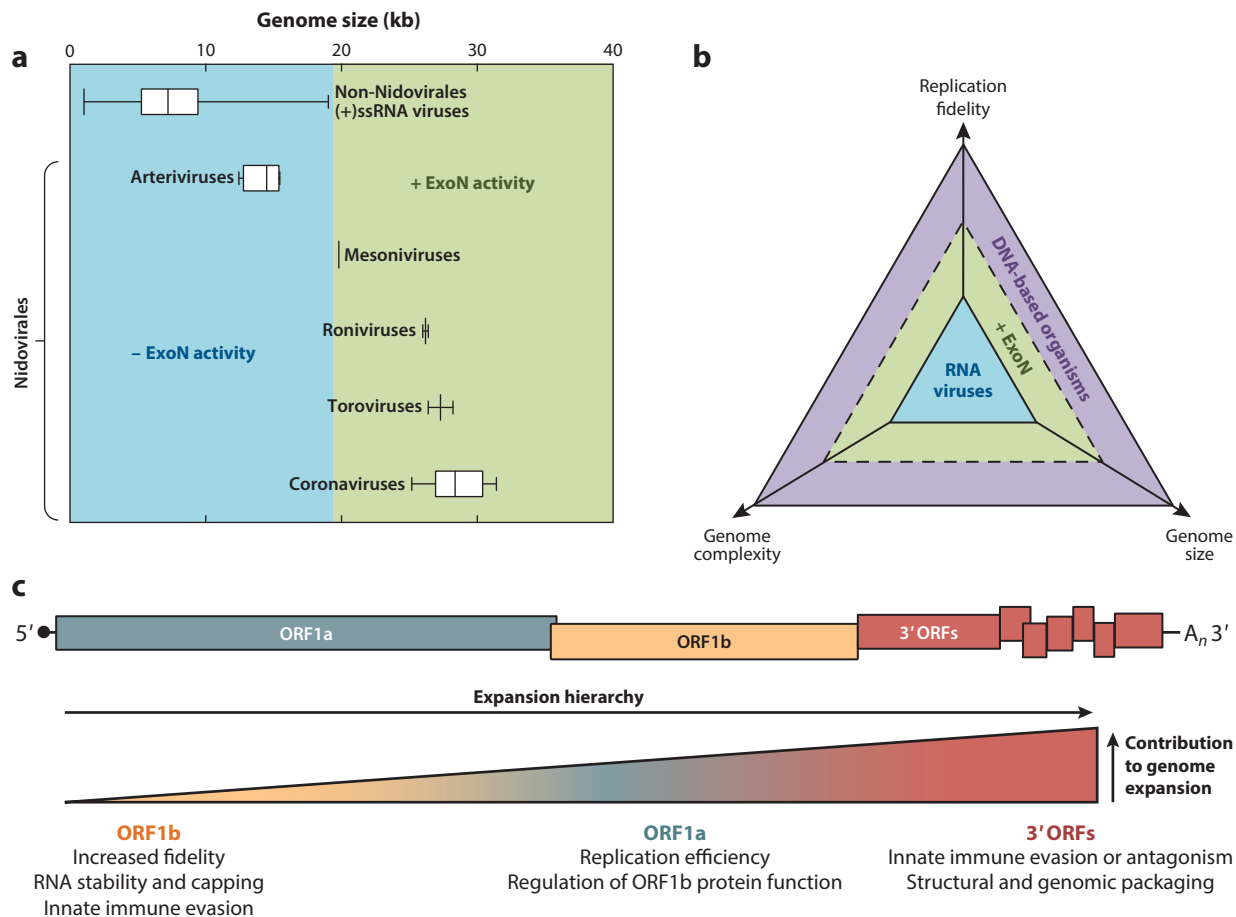 a
Genome size (kb)
0 10 20 30 40
Non-Nidovirales
(+)ssRNA viruses
Arteriviruses
+ ExoN activity
Mesoniviruses
Roniviruses
– ExoN activity
Toroviruses
Coronaviruses
Nidovirales
b
Replication
fidelity
DNA-based organisms
+ ExoN
RNA
viruses
Genome
complexity
Genome
size
c
5′ ORF1a ORF1b 3′ ORFs An 3′
Expansion hierarchy
Contribution
to genome
expansion
ORF1b
Increased fidelity
RNA stability and capping
Innate immune evasion
ORF1a
Replication efficiency
Regulation of ORF1b protein function
3′ ORFs
Innate immune evasion or antagonism
Structural and genomic packaging